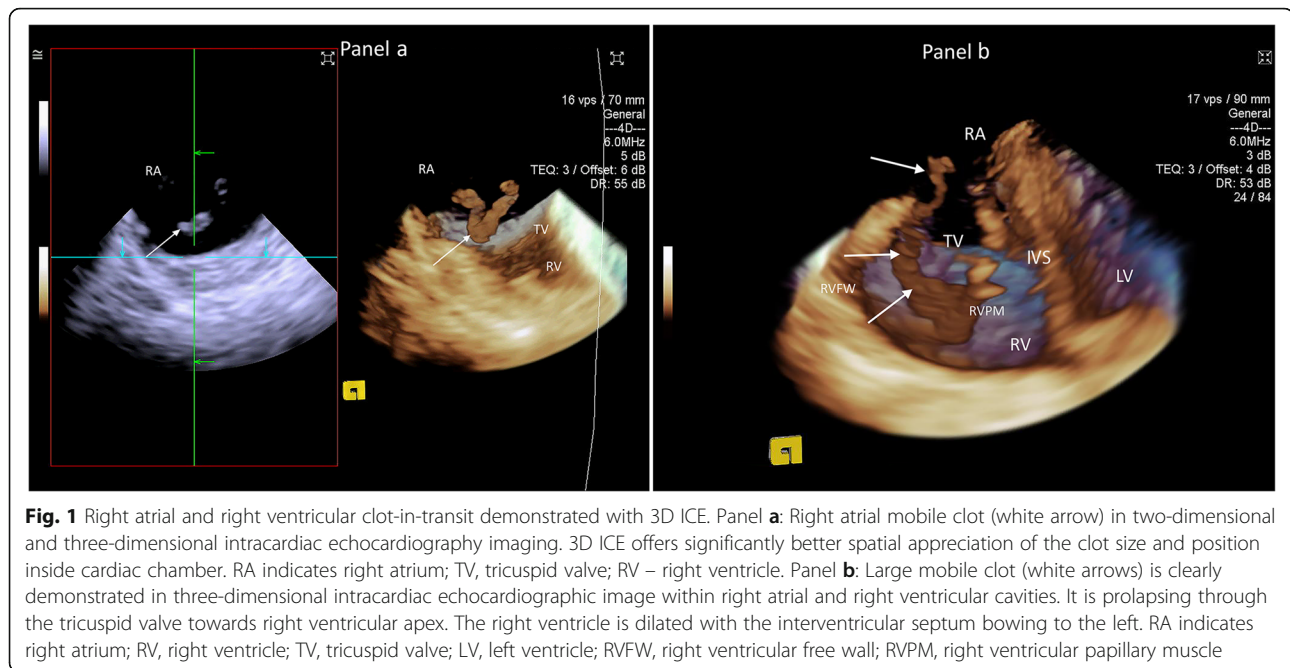 Panel a
16 vps / 70 mm
General
---4D---
6.0MHz
5 dB
TEQ: 3 / Offset: 6 dB
DR: 55 dB
RA
RA
TV
RV
Panel b
17 vps / 90 mm
General
---4D---
6.0MHz
3 dB
TEQ: 3 / Offset: 4 dB
DR: 53 dB
24 / 84
RA
TV
IVS
LV
RVFW
RVPM
RV
Fig. 1 Right atrial and right ventricular clot-in-transit demonstrated with 3D ICE. Panel a: Right atrial mobile clot (white arrow) in two-dimensional
and three-dimensional intracardiac echocardiography imaging. 3D ICE offers significantly better spatial appreciation of the clot size and position
inside cardiac chamber. RA indicates right atrium; TV, tricuspid valve; RV – right ventricle. Panel b: Large mobile clot (white arrows) is clearly
demonstrated in three-dimensional intracardiac echocardiographic image within right atrial and right ventricular cavities. It is prolapsing through
the tricuspid valve towards right ventricular apex. The right ventricle is dilated with the interventricular septum bowing to the left. RA indicates
right atrium; RV, right ventricle; TV, tricuspid valve; LV, left ventricle; RVFW, right ventricular free wall; RVPM, right ventricular papillary muscle